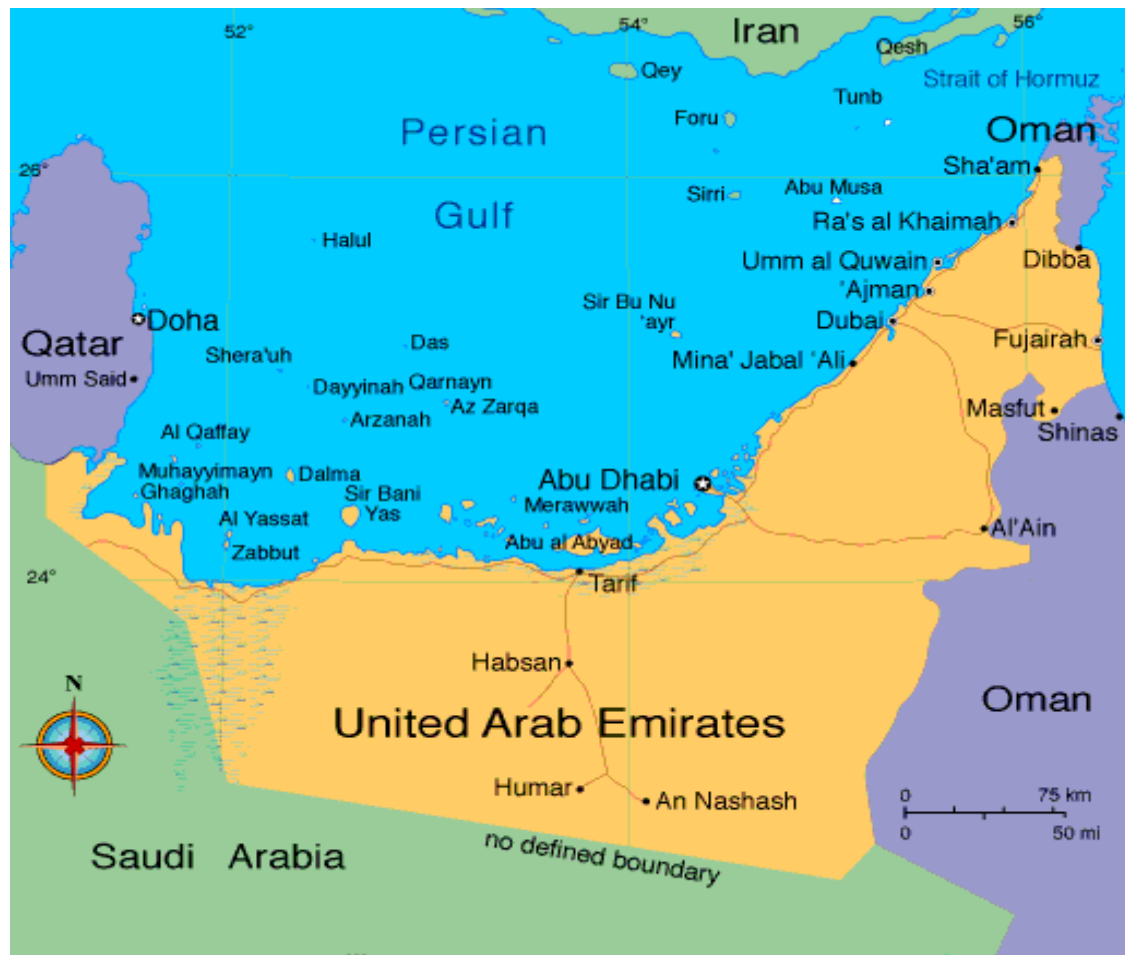 52°
54°
56°
Iran
Qesh
Qey
Strait of Hormuz
Tunb
Foru
Persian
Oman
26°
Sha'am
Sirri
Abu Musa
Gulf
Ra's al Khaimah
Halul
Umm al Quwain
Dibba
'Ajman
Sir Bu Nu
'ayr
Doha
Dubai
Qatar
Das
Fujairah
Shera'uh
Mina' Jabal 'Ali
Umm Said
Dayyinah
Qarnayn
Az Zarqa
Masfut
Arzanah
Shinas
Al Qaffay
Muhayyimayn
Dalma
Abu Dhabi
Ghaghah
Sir Bani
Yas
Merawwah
Al Yassat
Al'Ain
Zabbut
Abu al Abyad
24°
Tarif
Habsan
N
United Arab Emirates
Oman
Humar
An Nashash
0 75 km
0 50 mi
no defined boundary
Saudi Arabia